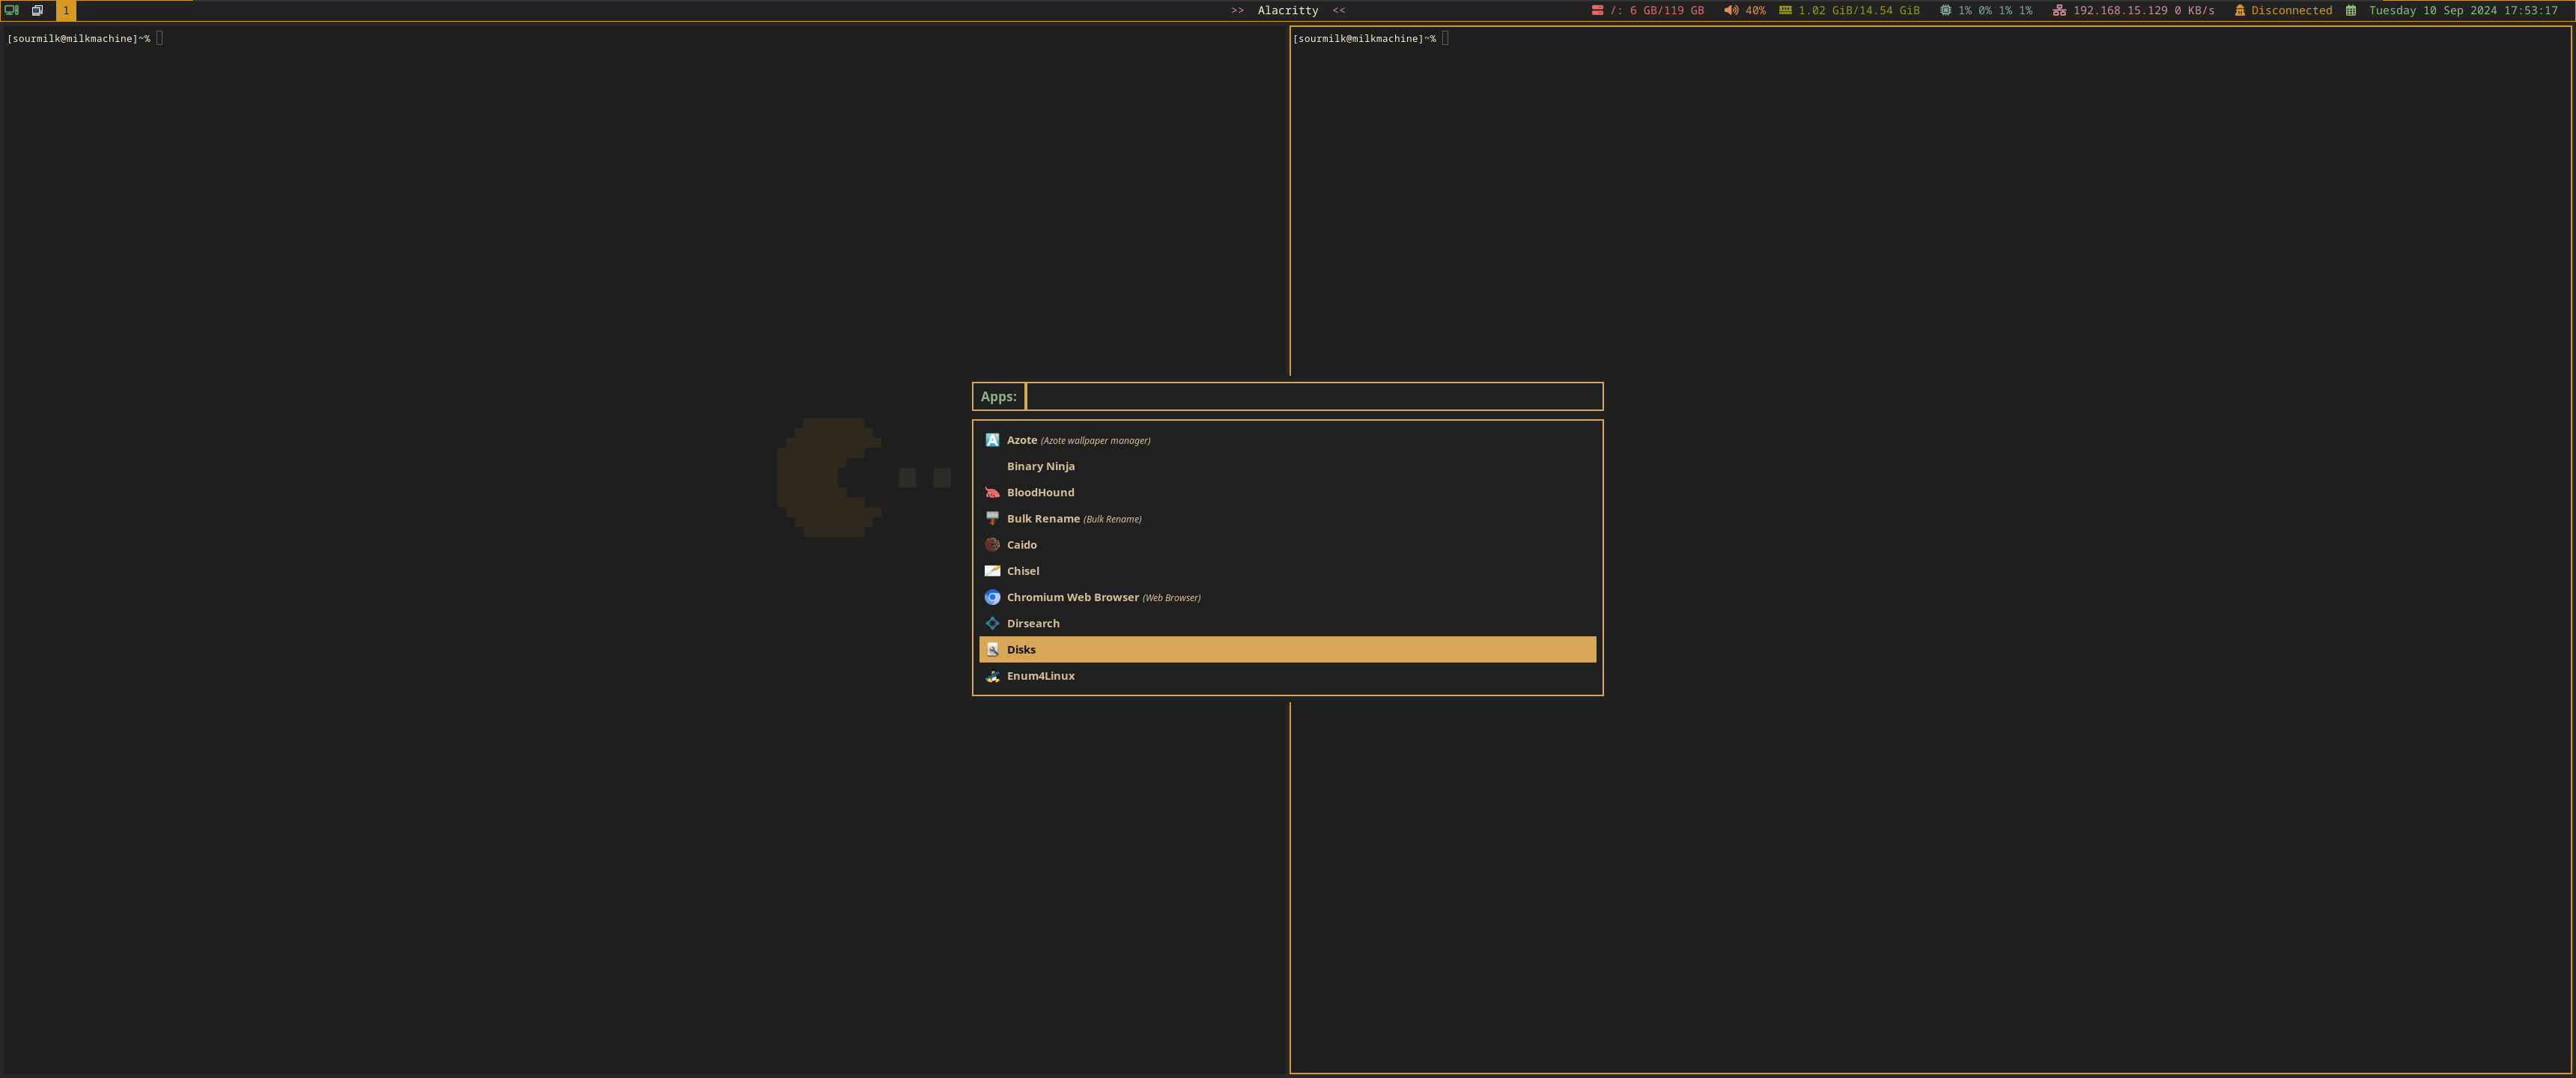 1 >> Alacritty << /: 6 GB/119 GB 40% 1.02 GiB/14.54 GiB 1% 0% 1% 1% 192.168.15.129 0 KB/s Disconnected Tuesday 10 Sep 2024 17:53:17
[sourmilk@milkmachine]~%
[sourmilk@milkmachine]~%
Apps:
Azote (Azote wallpaper manager)
Binary Ninja
BloodHound
Bulk Rename (Bulk Rename)
Caido
Chisel
Chromium Web Browser (Web Browser)
Dirsearch
Disks
Enum4Linux